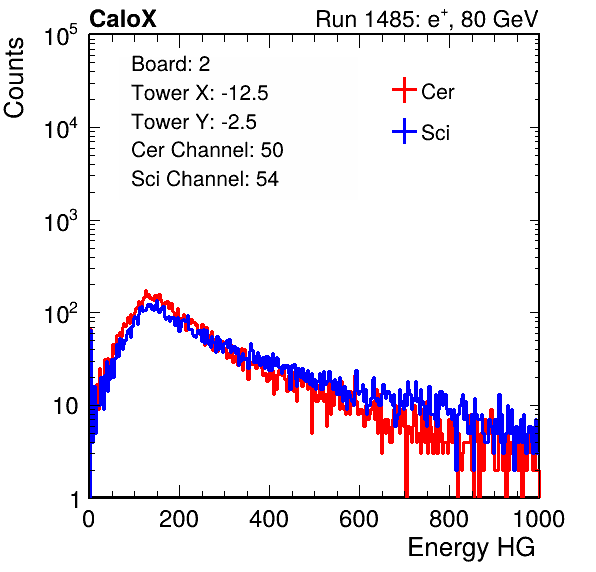 CaloX Run 1485: e⁺, 80 GeV
Counts
10⁵
10⁴
10³
10²
10
1
Board: 2
Tower X: -12.5
Tower Y: -2.5
Cer Channel: 50
Sci Channel: 54
Cer
Sci
0 200 400 600 800 1000
Energy HG